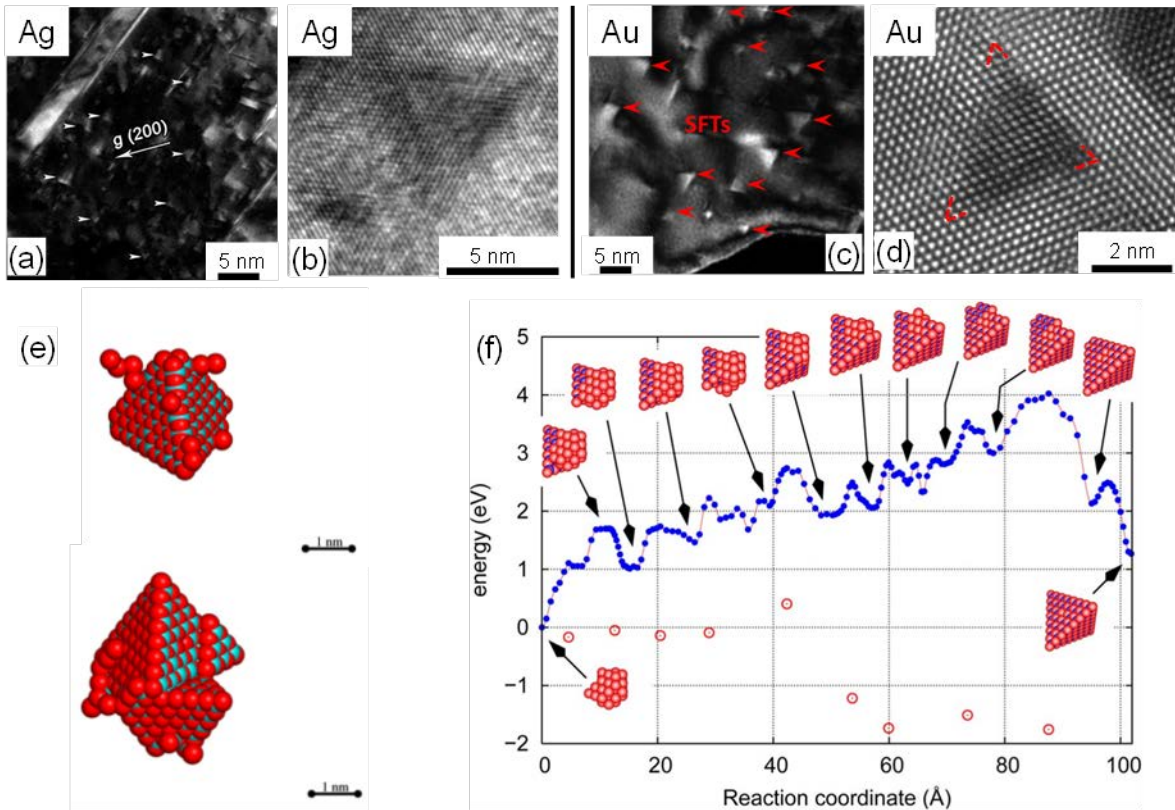 Ag
g (200)
(a)
5 nm
Ag
(b)
5 nm
Au
SFTs
5 nm
(c)
Au
(d)
2 nm
(e)
1 nm
1 nm
(f)
energy (eV)
5
4
3
2
1
0
−1
−2
0
20
40
60
80
100
Reaction coordinate (Å)